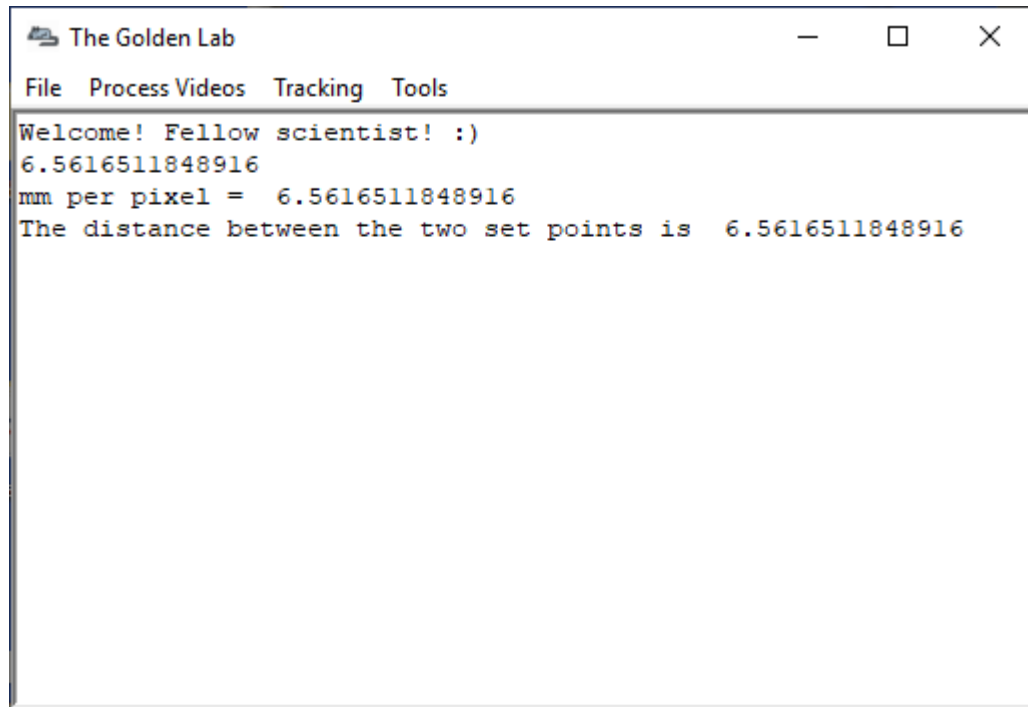 The Golden Lab
File Process Videos Tracking Tools
Welcome! Fellow scientist! :)
6.5616511848916
mm per pixel =  6.5616511848916
The distance between the two set points is  6.5616511848916